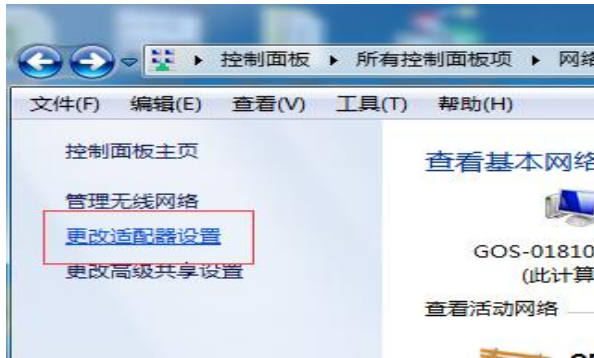 控制面板 ▸ 所有控制面板项 ▸ 网络
文件(F) 编辑(E) 查看(V) 工具(T) 帮助(H)
控制面板主页
管理无线网络
更改适配器设置
更改高级共享设置
查看基本网络
GOS-01810
(此计算
查看活动网络